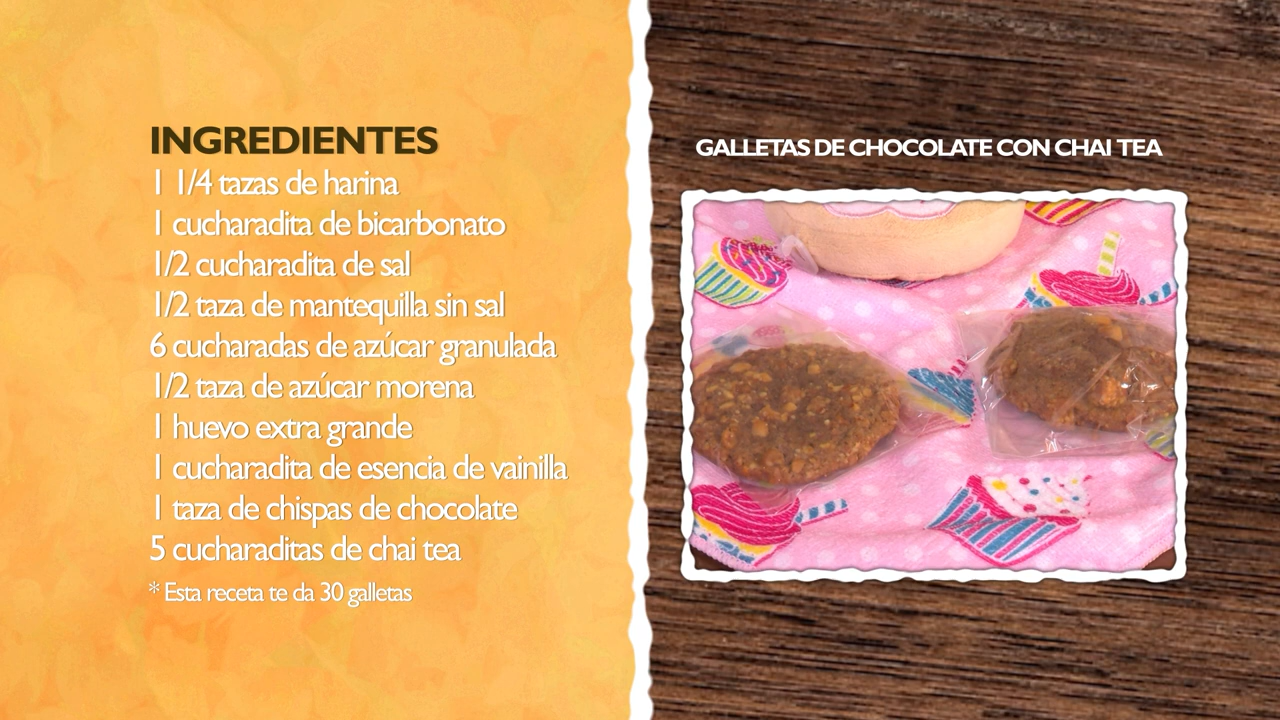 INGREDIENTES
1 1/4 tazas de harina
1 cucharadita de bicarbonato
1/2 cucharadita de sal
1/2 taza de mantequilla sin sal
6 cucharadas de azúcar granulada
1/2 taza de azúcar morena
1 huevo extra grande
1 cucharadita de esencia de vainilla
1 taza de chispas de chocolate
5 cucharaditas de chai tea
* Esta receta te da 30 galletas
GALLETAS DE CHOCOLATE CON CHAI TEA